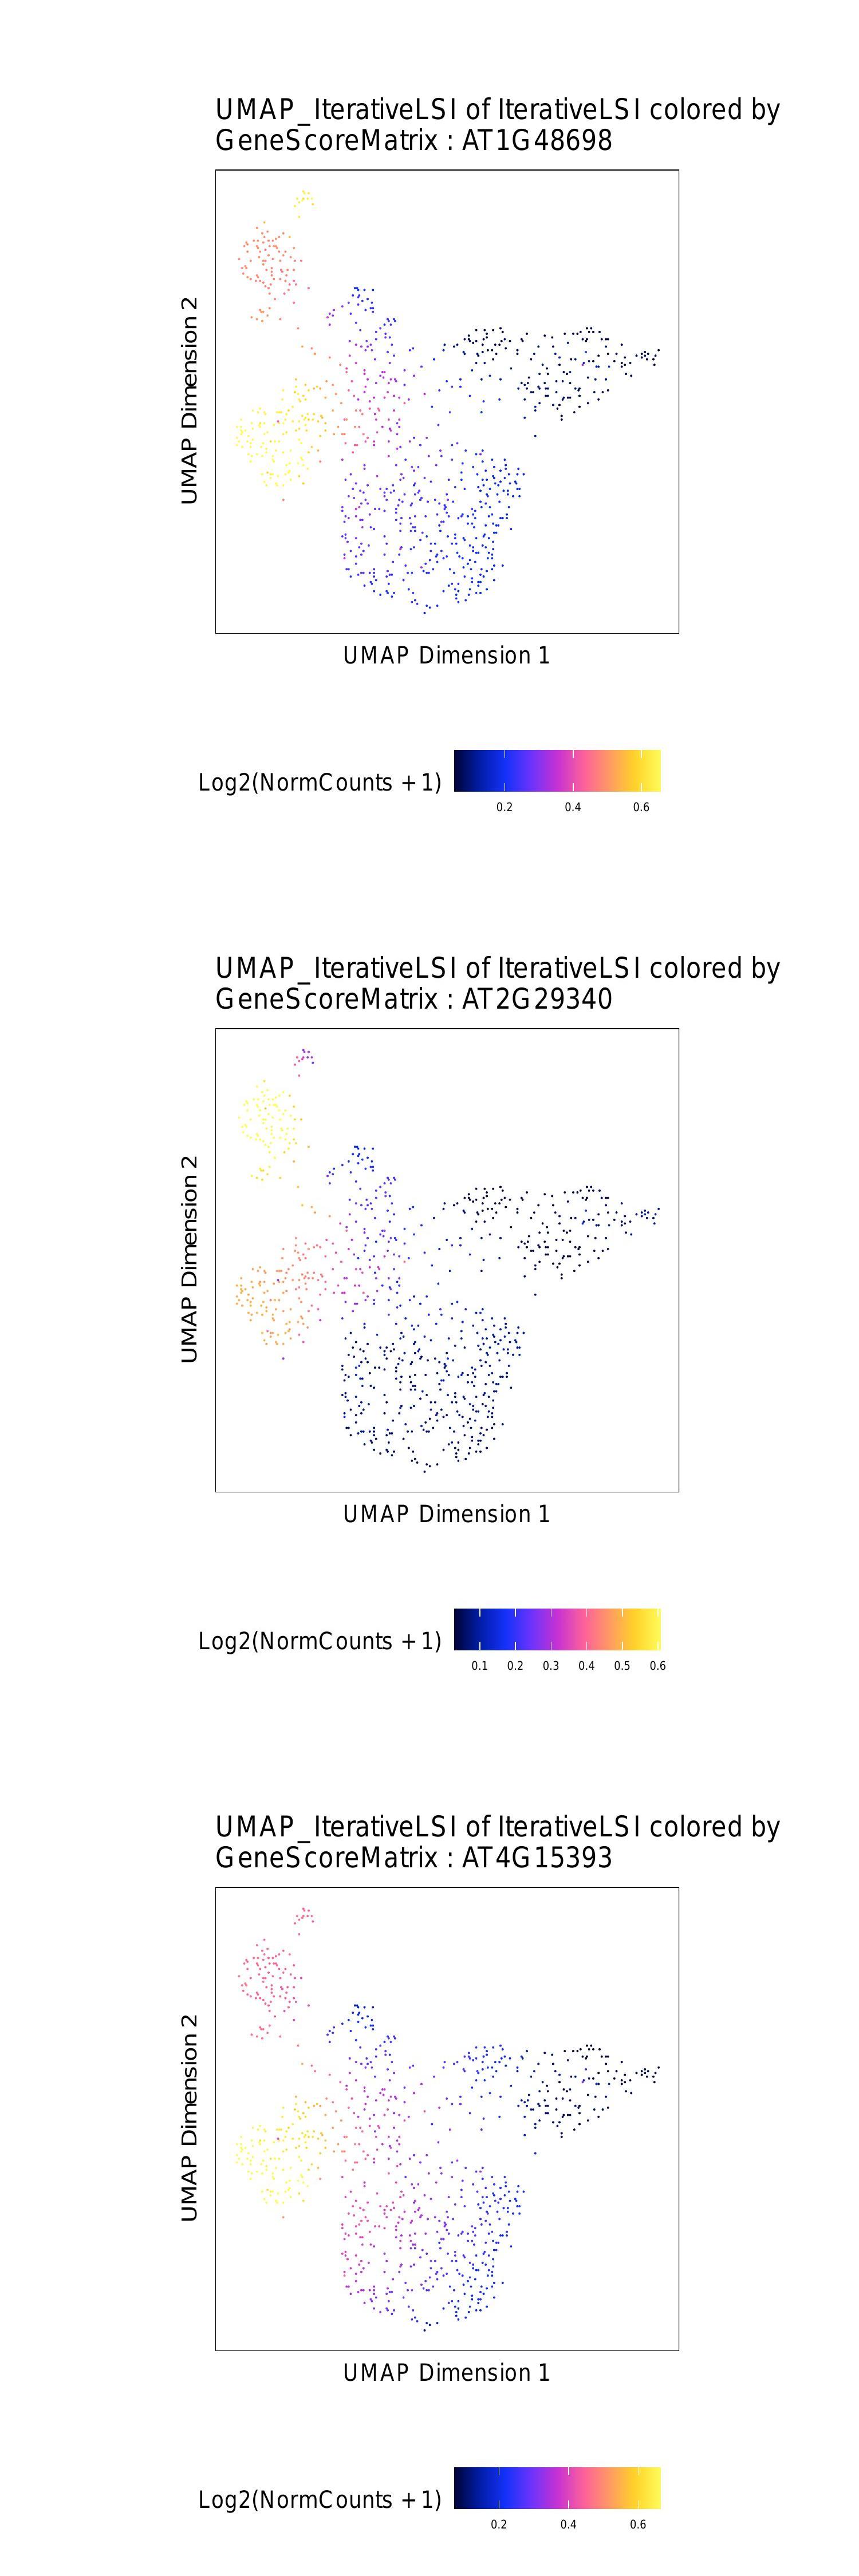 UMAP_IterativeLSI of IterativeLSI colored by
GeneScoreMatrix : AT1G48698
UMAP Dimension 2
UMAP Dimension 1
Log2(NormCounts +1)
0.2 0.4 0.6
UMAP_IterativeLSI of IterativeLSI colored by
GeneScoreMatrix : AT2G29340
UMAP Dimension 2
UMAP Dimension 1
Log2(NormCounts +1)
0.1 0.2 0.3 0.4 0.5 0.6
UMAP_IterativeLSI of IterativeLSI colored by
GeneScoreMatrix : AT4G15393
UMAP Dimension 2
UMAP Dimension 1
Log2(NormCounts +1)
0.2 0.4 0.6